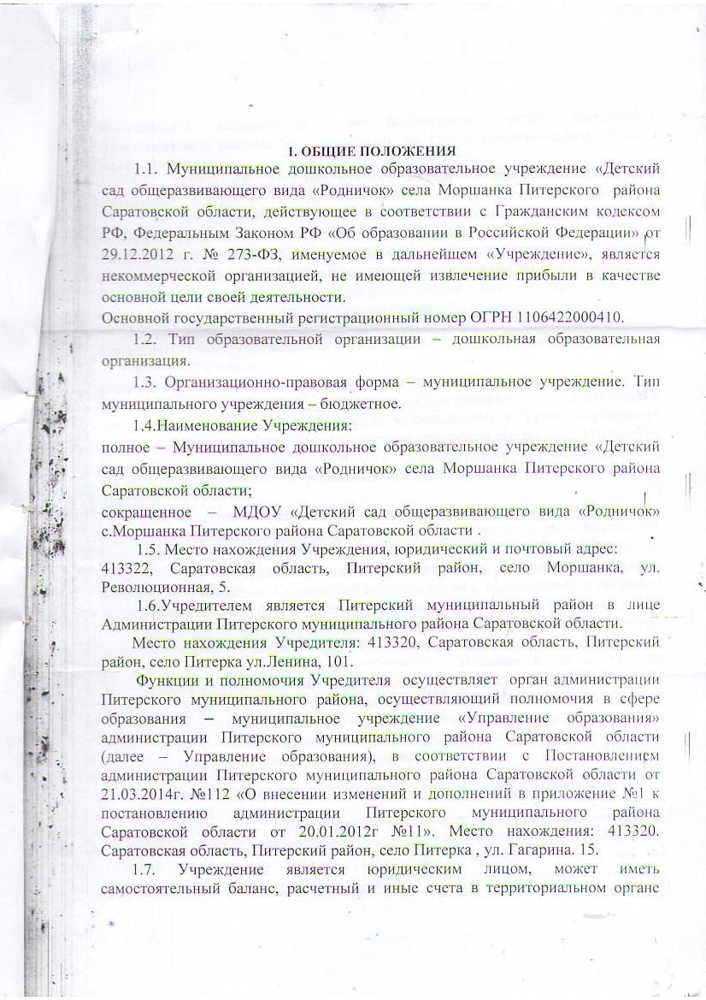 1. ОБЩИЕ ПОЛОЖЕНИЯ
1.1. Муниципальное дошкольное образовательное учреждение «Детский
сад общеразвивающего вида «Родничок» села Моршанка Питерского района
Саратовской области, действующее в соответствии с Гражданским кодексом
РФ, Федеральным Законом РФ «Об образовании в Российской Федерации» от
29.12.2012 г. № 273-ФЗ, именуемое в дальнейшем «Учреждение», является
некоммерческой организацией, не имеющей извлечение прибыли в качестве
основной цели своей деятельности.
Основной государственный регистрационный номер ОГРН 1106422000410.
1.2. Тип образовательной организации – дошкольная образовательная
организация.
1.3. Организационно-правовая форма – муниципальное учреждение. Тип
муниципального учреждения – бюджетное.
1.4.Наименование Учреждения:
полное – Муниципальное дошкольное образовательное учреждение «Детский
сад общеразвивающего вида «Родничок» села Моршанка Питерского района
Саратовской области;
сокращенное – МДОУ «Детский сад общеразвивающего вида «Родничок»
с.Моршанка Питерского района Саратовской области .
1.5. Место нахождения Учреждения, юридический и почтовый адрес:
413322, Саратовская область, Питерский район, село Моршанка, ул.
Революционная, 5.
1.6.Учредителем является Питерский муниципальный район в лице
Администрации Питерского муниципального района Саратовской области.
Место нахождения Учредителя: 413320, Саратовская область, Питерский
район, село Питерка ул.Ленина, 101.
Функции и полномочия Учредителя осуществляет орган администрации
Питерского муниципального района, осуществляющий полномочия в сфере
образования – муниципальное учреждение «Управление образования»
администрации Питерского муниципального района Саратовской области
(далее – Управление образования), в соответствии с Постановлением
администрации Питерского муниципального района Саратовской области от
21.03.2014г. №112 «О внесении изменений и дополнений в приложение №1 к
постановлению администрации Питерского муниципального района
Саратовской области от 20.01.2012г №11». Место нахождения: 413320.
Саратовская область, Питерский район, село Питерка , ул. Гагарина. 15.
1.7. Учреждение является юридическим лицом, может иметь
самостоятельный баланс, расчетный и иные счета в территориальном органе